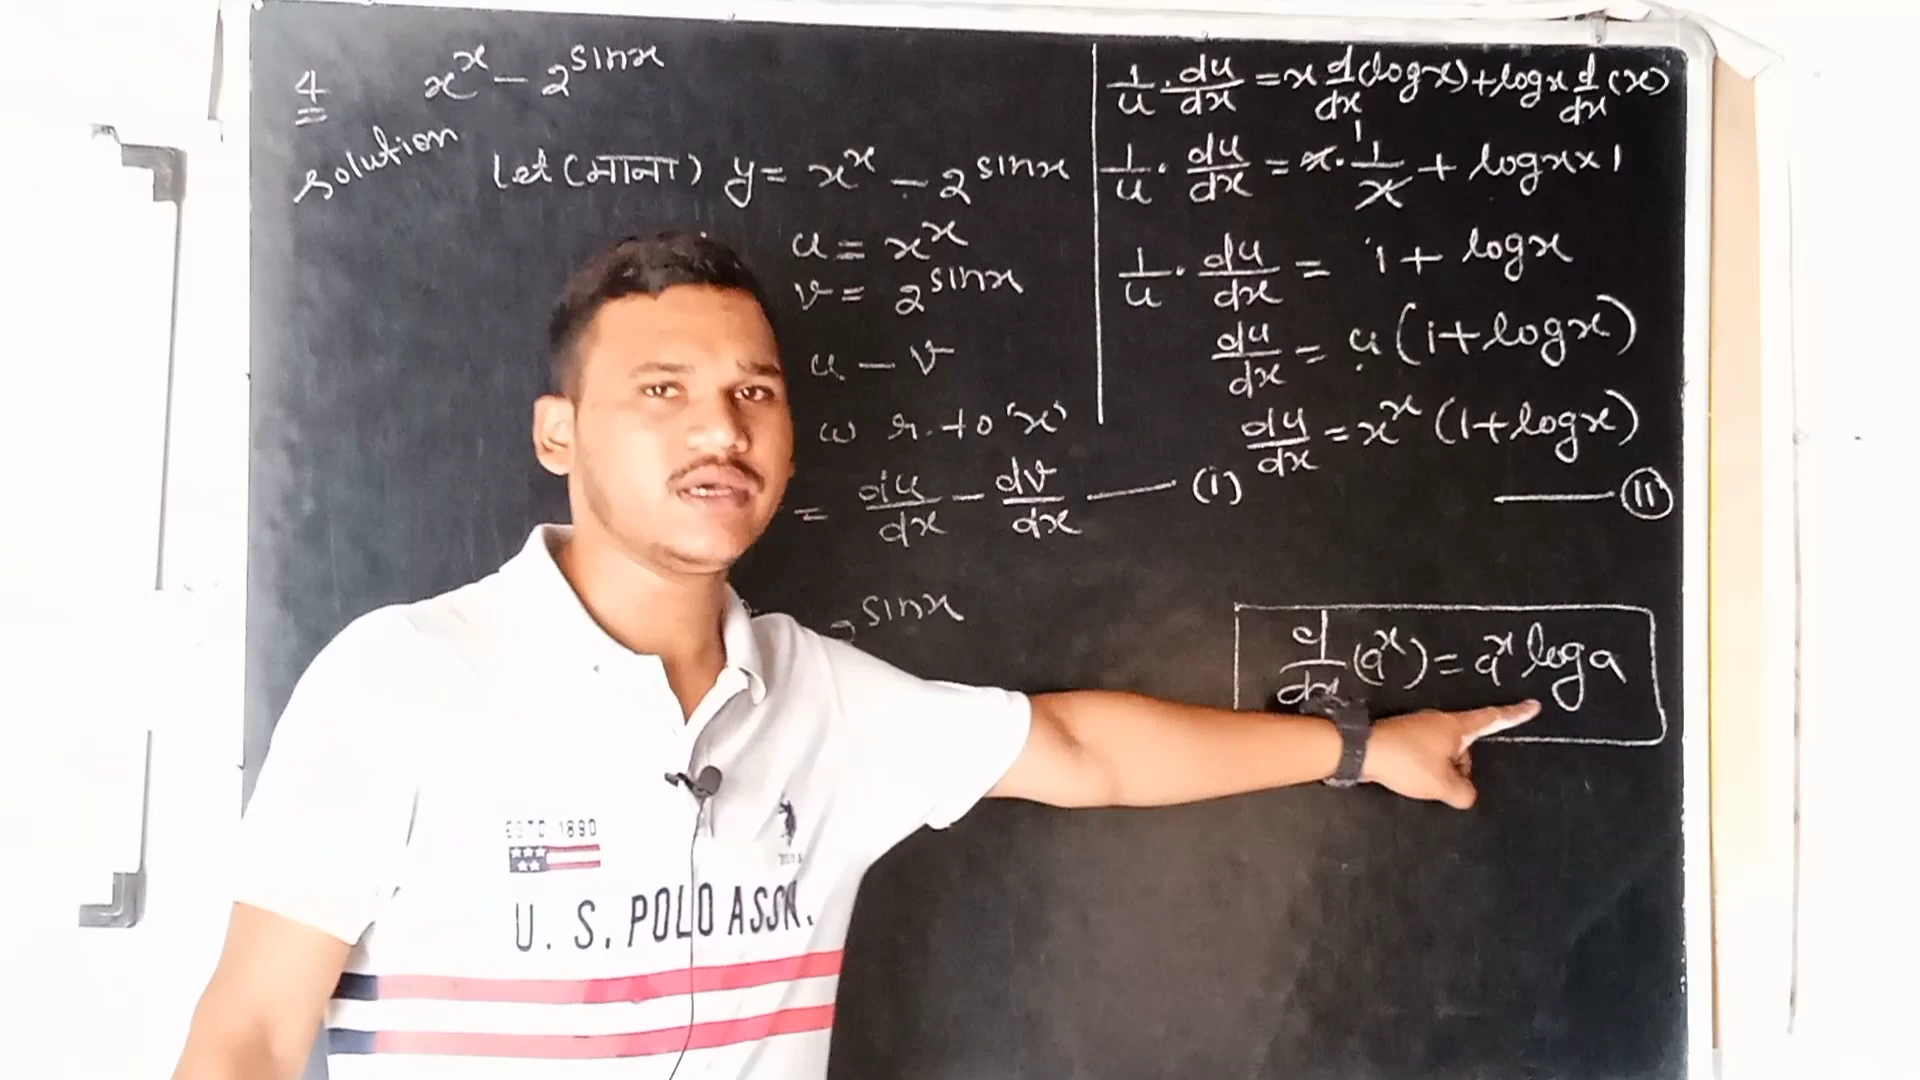 4 x^x - 2^sinx
solution
Let (माना) y = x^x - 2^sinx
u = x^x
v = 2^sinx
u - v
w r. to 'x'
= du/dx - dv/dx —— (i)
sinx
1/u · du/dx = x d/dx (logx) + logx d/dx (x)
1/u · du/dx = x · 1/x + logx x 1
1/u · du/dx = 1 + logx
du/dx = u (1 + logx)
du/dx = x^x (1 + logx)
—— (ii)
d/dx (a^x) = a^x log a
ESTD 1890
U. S. POLO ASSN.